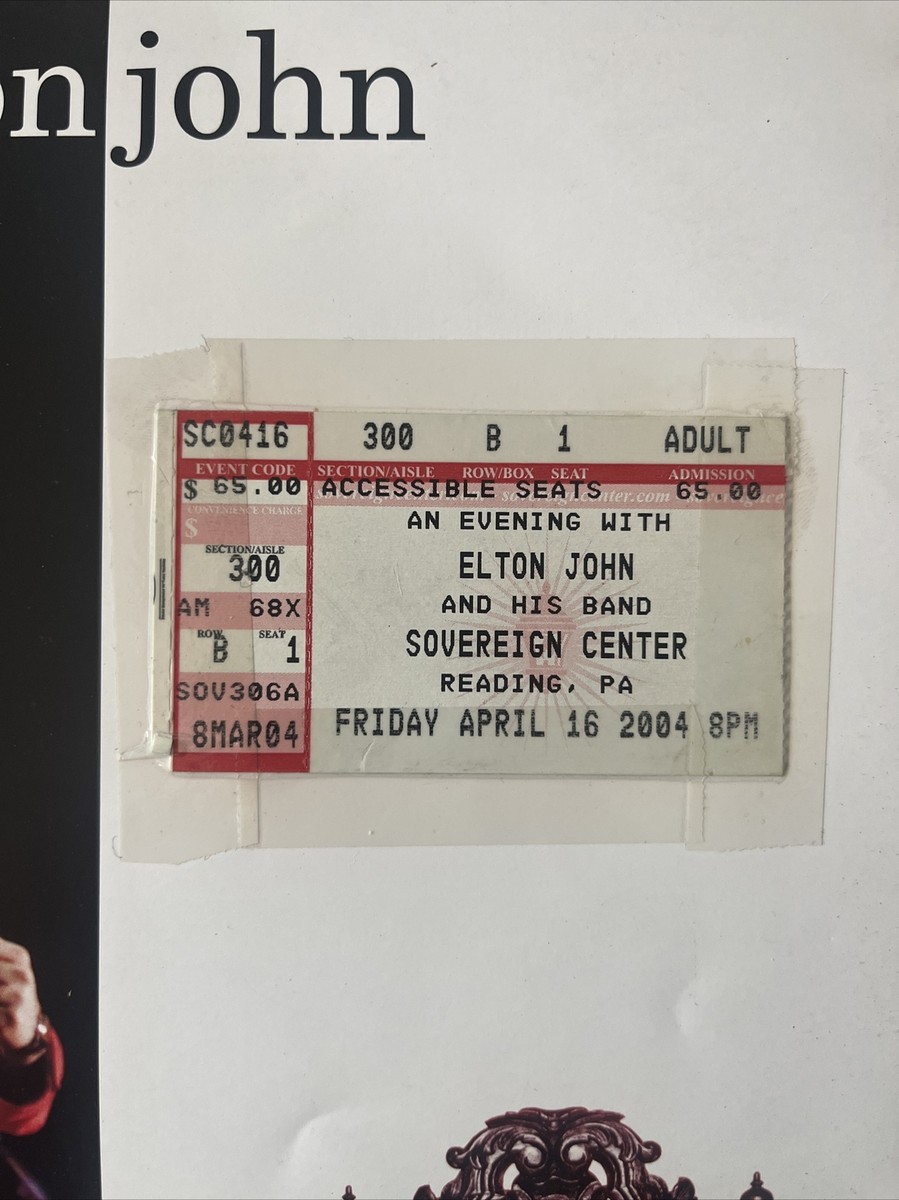 on john
SC0416 300 B 1 ADULT
EVENT CODE SECTION/AISLE ROW/BOX SEAT ADMISSION
$ 65.00 ACCESSIBLE SEATS 65.00
CONVENIENCE CHARGE
$
AN EVENING WITH
SECTION/AISLE
300
ELTON JOHN
AM 68X
AND HIS BAND
ROW SEAT
B 1
SOVEREIGN CENTER
SOV306A
READING, PA
8MAR04
FRIDAY APRIL 16 2004 8PM